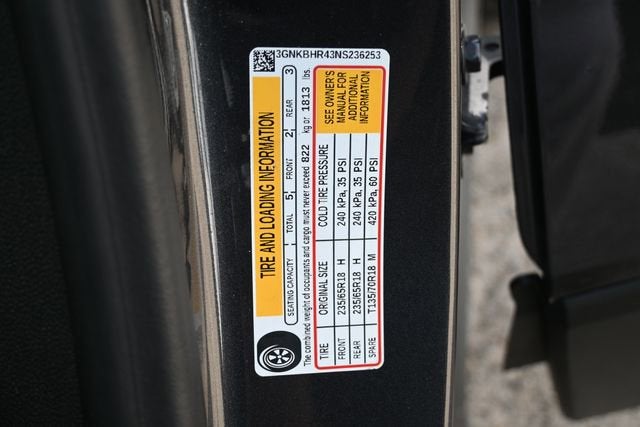 3GNKBHR43NS236253
TIRE AND LOADING INFORMATION
SEATING CAPACITY TOTAL 5 FRONT 2 REAR 3
The combined weight of occupants and cargo must never exceed 822 kg or 1813 lbs.
TIRE ORIGINAL SIZE COLD TIRE PRESSURE
FRONT 235/65R18 H 240 kPa, 35 PSI
REAR 235/65R18 H 240 kPa, 35 PSI
SPARE T135/70R18 M 420 kPa, 60 PSI
SEE OWNER'S
MANUAL FOR
ADDITIONAL
INFORMATION